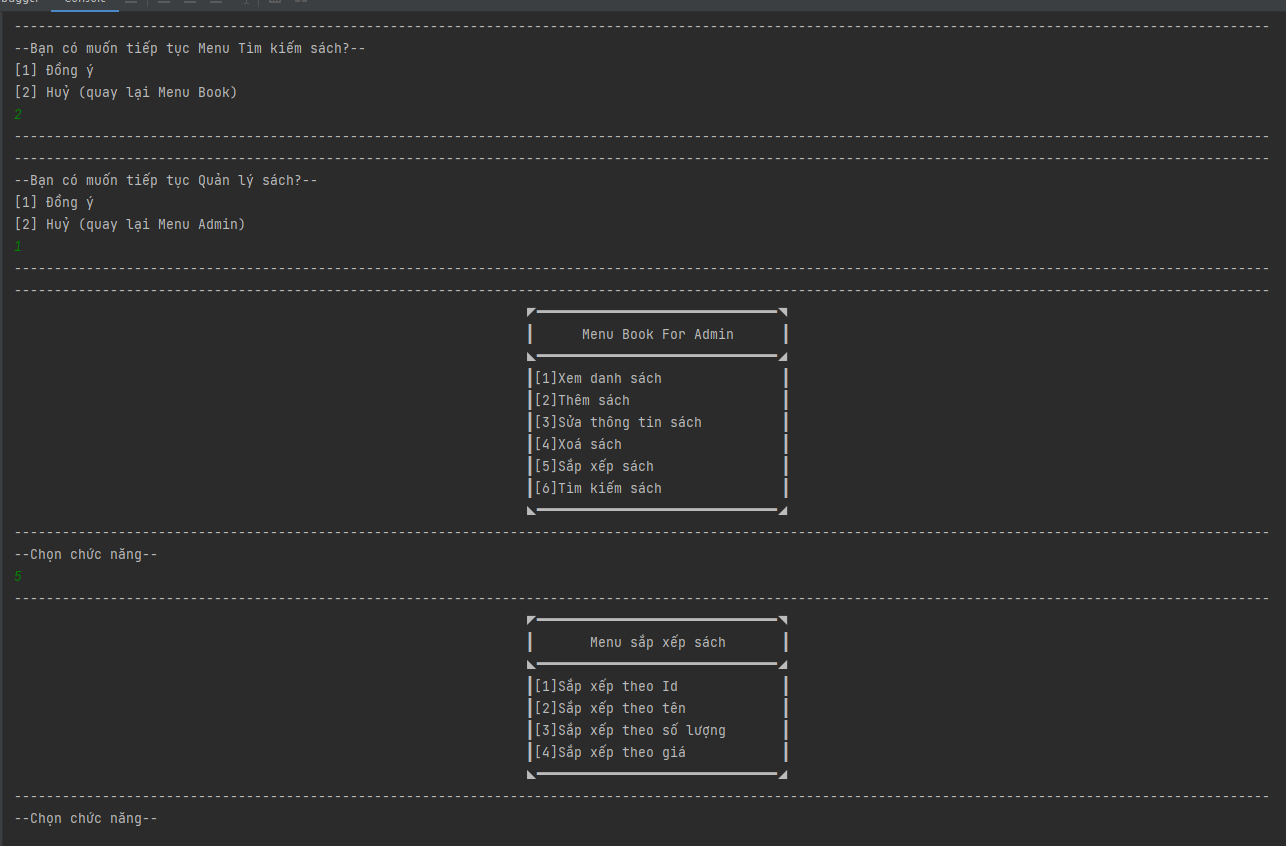 Console
--Bạn có muốn tiếp tục Menu Tìm kiếm sách?--
[1] Đồng ý
[2] Huỷ (quay lại Menu Book)
2
--Bạn có muốn tiếp tục Quản lý sách?--
[1] Đồng ý
[2] Huỷ (quay lại Menu Admin)
1
Menu Book For Admin
[1]Xem danh sách
[2]Thêm sách
[3]Sửa thông tin sách
[4]Xoá sách
[5]Sắp xếp sách
[6]Tìm kiếm sách
--Chọn chức năng--
5
Menu sắp xếp sách
[1]Sắp xếp theo Id
[2]Sắp xếp theo tên
[3]Sắp xếp theo số lượng
[4]Sắp xếp theo giá
--Chọn chức năng--